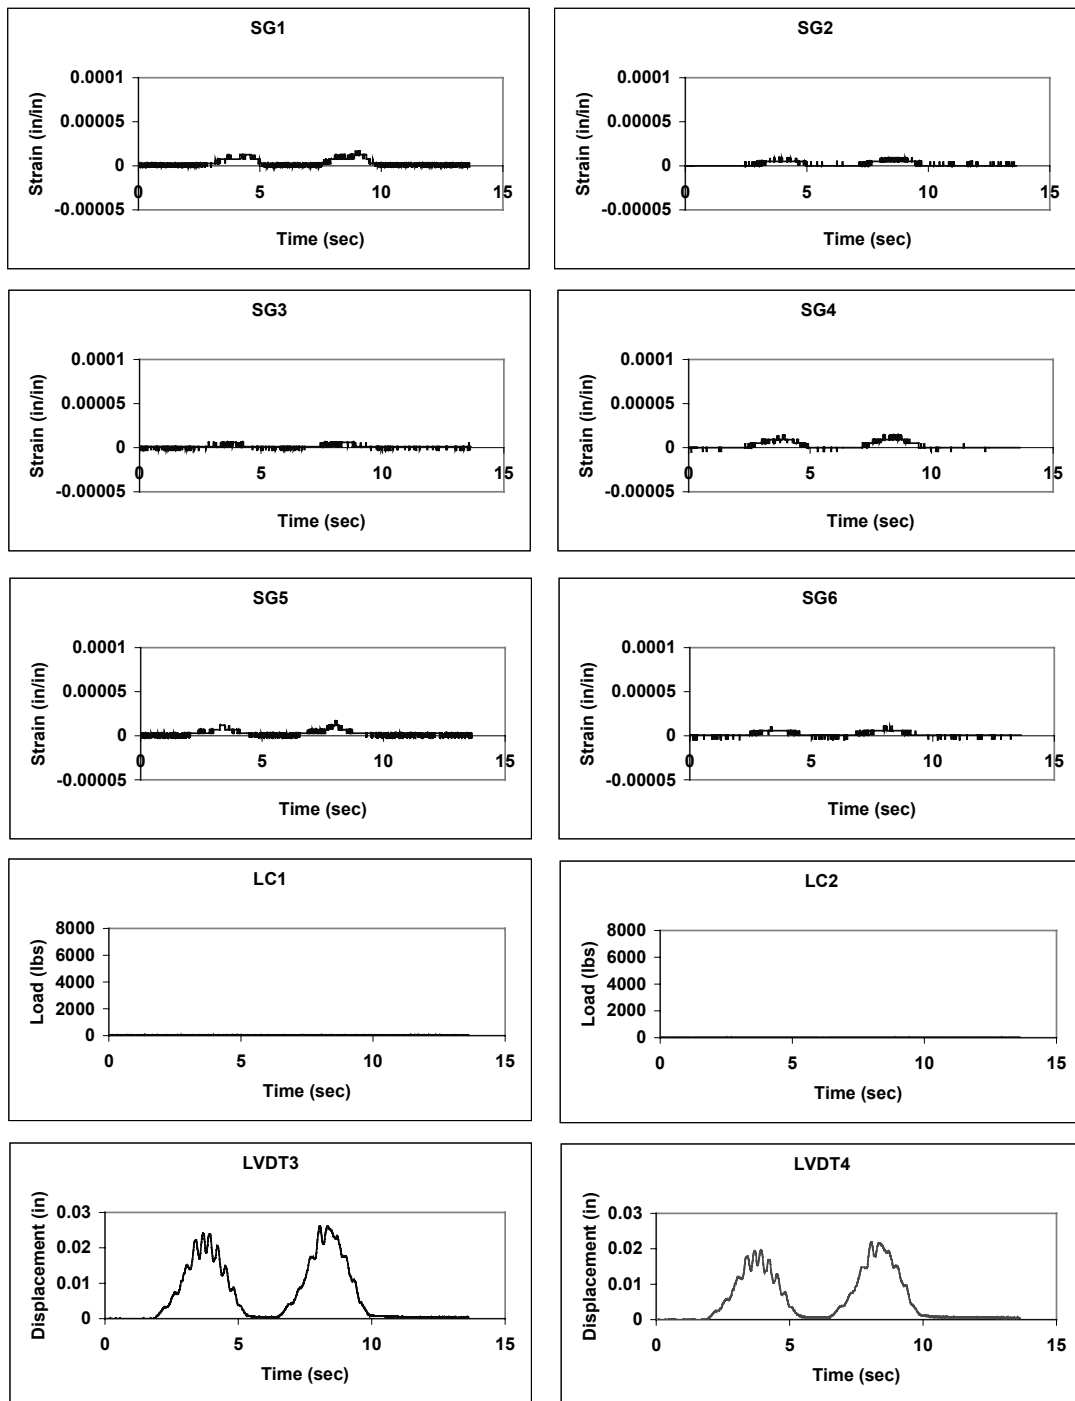 SG1
0.0001
0.00005
0
-0.00005
0 5 10 15
Strain (in/in)
Time (sec)
SG2
0.0001
0.00005
0
-0.00005
0 5 10 15
Strain (in/in)
Time (sec)
SG3
0.0001
0.00005
0
-0.00005
0 5 10 15
Strain (in/in)
Time (sec)
SG4
0.0001
0.00005
0
-0.00005
0 5 10 15
Strain (in/in)
Time (sec)
SG5
0.0001
0.00005
0
-0.00005
0 5 10 15
Strain (in/in)
Time (sec)
SG6
0.0001
0.00005
0
-0.00005
0 5 10 15
Strain (in/in)
Time (sec)
LC1
8000
6000
4000
2000
0
0 5 10 15
Load (lbs)
Time (sec)
LC2
8000
6000
4000
2000
0
0 5 10 15
Load (lbs)
Time (sec)
LVDT3
0.03
0.02
0.01
0
0 5 10 15
Displacement (in)
Time (sec)
LVDT4
0.03
0.02
0.01
0
0 5 10 15
Displacement (in)
Time (sec)